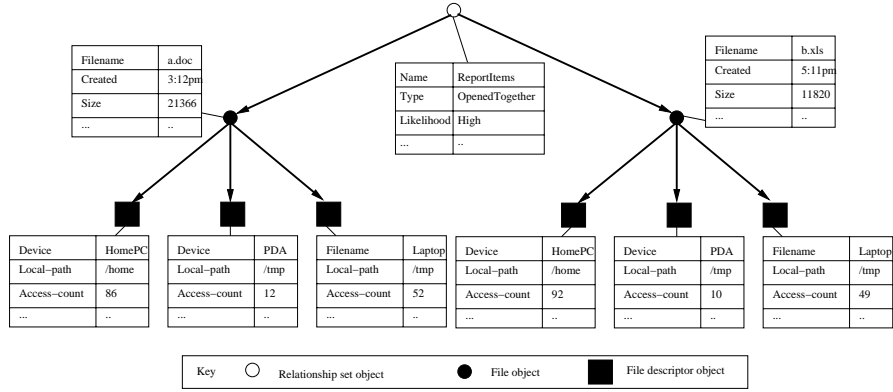 Filename a.doc
Created 3:12pm
Size 21366
... ..
Name ReportItems
Type OpenedTogether
Likelihood High
... ..
Filename b.xls
Created 5:11pm
Size 11820
... ..
Device HomePC
Local-path /home
Access-count 86
... ..
Device PDA
Local-path /tmp
Access-count 12
... ..
Filename Laptop
Local-path /tmp
Access-count 52
... ..
Device HomePC
Local-path /home
Access-count 92
... ..
Device PDA
Local-path /tmp
Access-count 10
... ..
Filename Laptop
Local-path /tmp
Access-count 49
... ..
Key Relationship set object File object File descriptor object